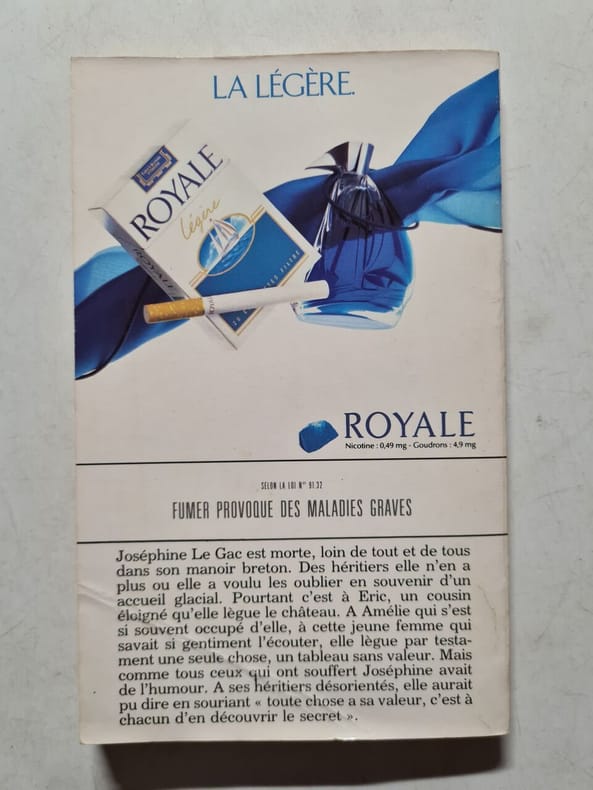 LA LÉGÈRE.
ROYALE
Légère
ROYALE
ROYALE
Nicotine : 0,49 mg - Goudrons : 4,9 mg
SELON LA LOI N° 91.32
FUMER PROVOQUE DES MALADIES GRAVES
Joséphine Le Gac est morte, loin de tout et de tous
dans son manoir breton. Des héritiers elle n'en a
plus ou elle a voulu les oublier en souvenir d'un
accueil glacial. Pourtant c'est à Eric, un cousin
éloigné qu'elle lègue le château. A Amélie qui s'est
si souvent occupé d'elle, à cette jeune femme qui
savait si gentiment l'écouter, elle lègue par testa-
ment une seule chose, un tableau sans valeur. Mais
comme tous ceux qui ont souffert Joséphine avait
de l'humour. A ses héritiers désorientés, elle aurait
pu dire en souriant « toute chose a sa valeur, c'est à
chacun d'en découvrir le secret ».